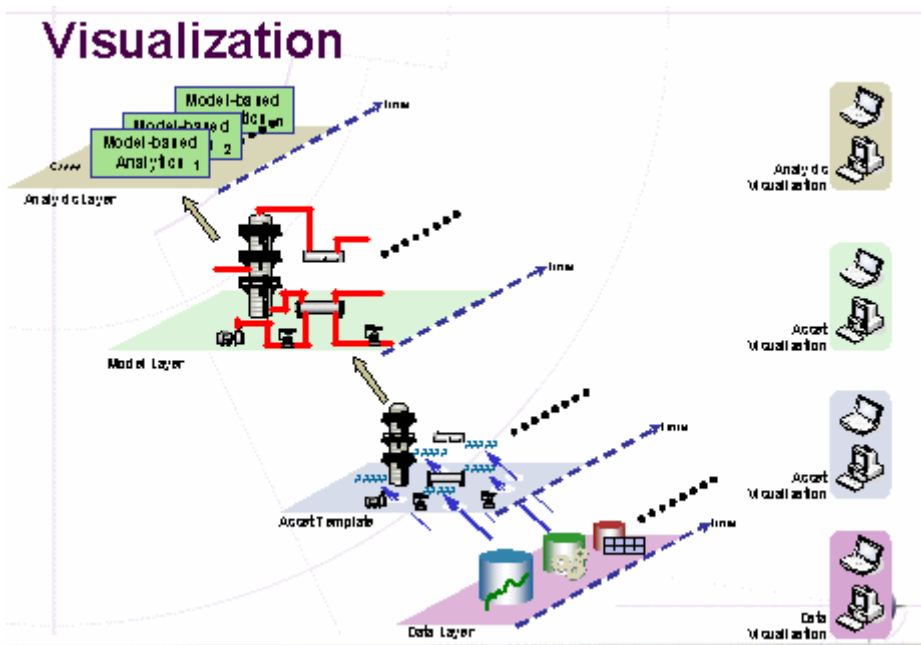 Visualization
Model-based
n
Model-based
2
Model-based
Analytics 1
time
Analytic Layer
Analytic
Visualization
time
Model Layer
Asset
Visualization
time
Asset Template
Asset
Visualization
time
Data Layer
Data
Visualization